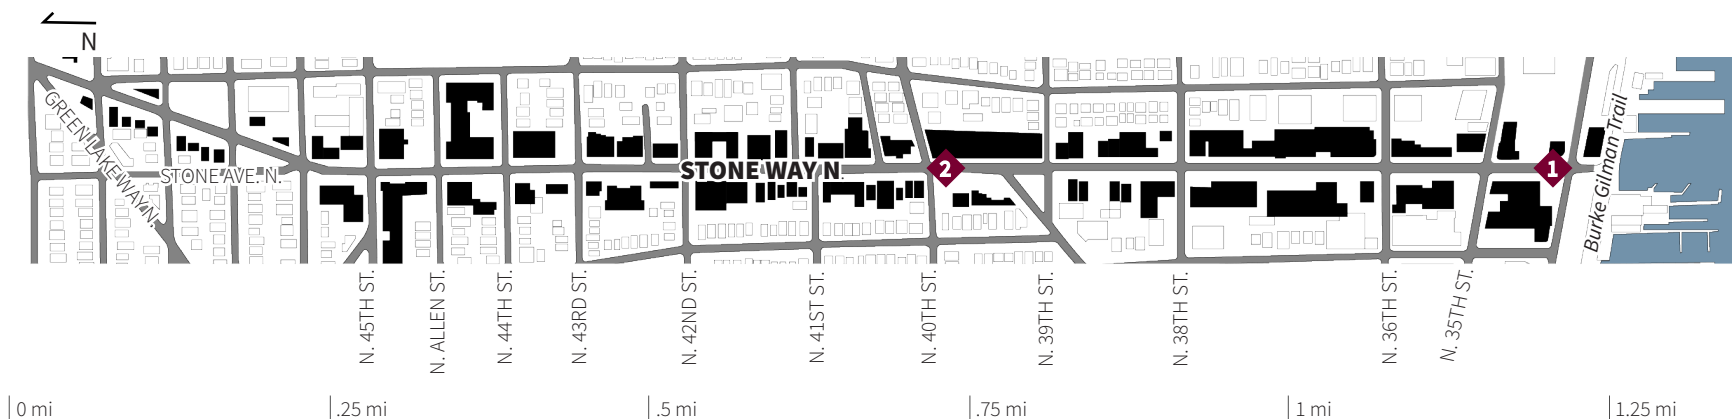 N
GREEN LAKE WAY N.
STONE AVE. N.
STONE WAY N.
2
1
Burke Gilman Trail
N. 45TH ST.
N. ALLEN ST.
N. 44TH ST.
N. 43RD ST.
N. 42ND ST.
N. 41ST ST.
N. 40TH ST.
N. 39TH ST.
N. 38TH ST.
N. 36TH ST.
N. 35TH ST.
0 mi
.25 mi
.5 mi
.75 mi
1 mi
1.25 mi